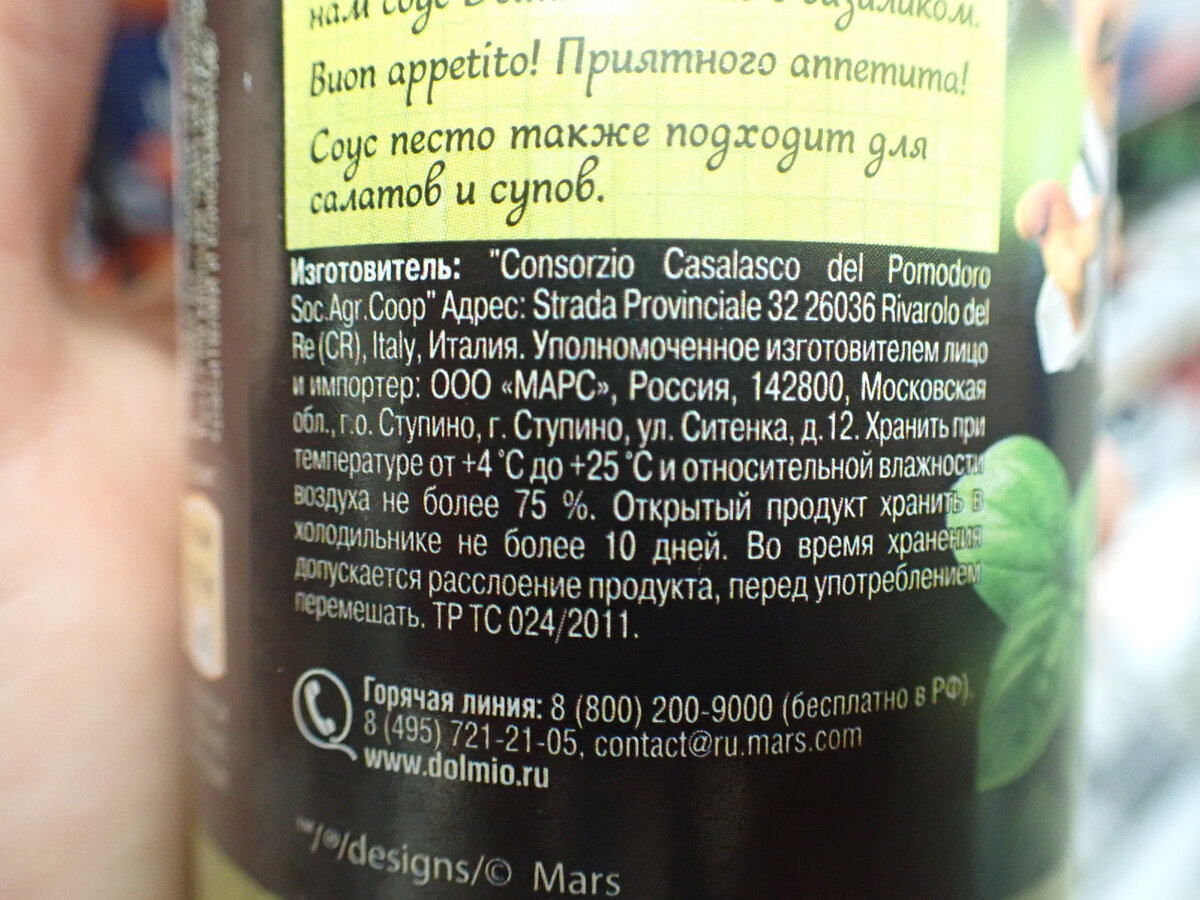 нам соус базиликом.
Buon appetito! Приятного аппетита!
Соус песто также подходит для
салатов и супов.
Изготовитель: "Consorzio Casalasco del Pomodoro
Soc.Agr.Coop" Адрес: Strada Provinciale 32 26036 Rivarolo del
Re (CR), Italy, Италия. Уполномоченное изготовителем лицо
и импортер: ООО «МАРС», Россия, 142800, Московская
обл., г.о. Ступино, г. Ступино, ул. Ситенка, д.12. Хранить при
температуре от +4 °С до +25 °С и относительной влажности
воздуха не более 75 %. Открытый продукт хранить в
холодильнике не более 10 дней. Во время хранения
допускается расслоение продукта, перед употреблением
перемешать. ТР ТС 024/2011.
Горячая линия: 8 (800) 200-9000 (бесплатно в РФ),
8 (495) 721-21-05, contact@ru.mars.com
www.dolmio.ru
™/®/designs/© Mars